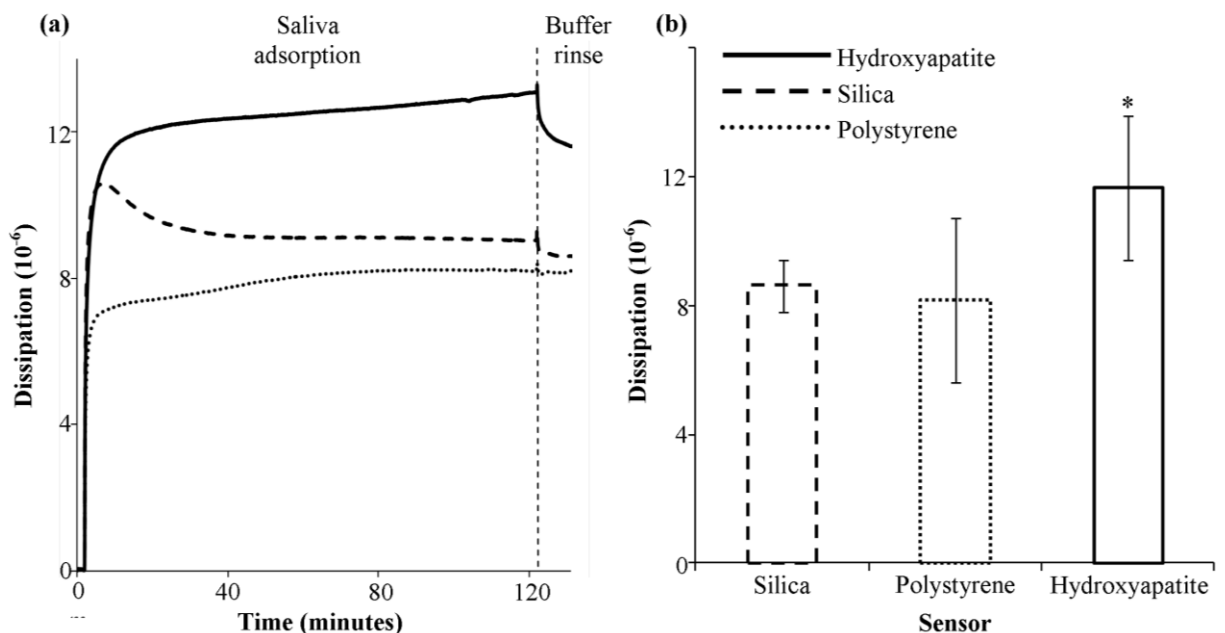 (a)
Saliva
adsorption
Buffer
rinse
Dissipation (10⁻⁶)
12
8
4
0
0
40
80
120
Time (minutes)
(b)
Hydroxyapatite
Silica
Polystyrene
*
Dissipation (10⁻⁶)
12
8
4
0
Silica
Polystyrene
Hydroxyapatite
Sensor